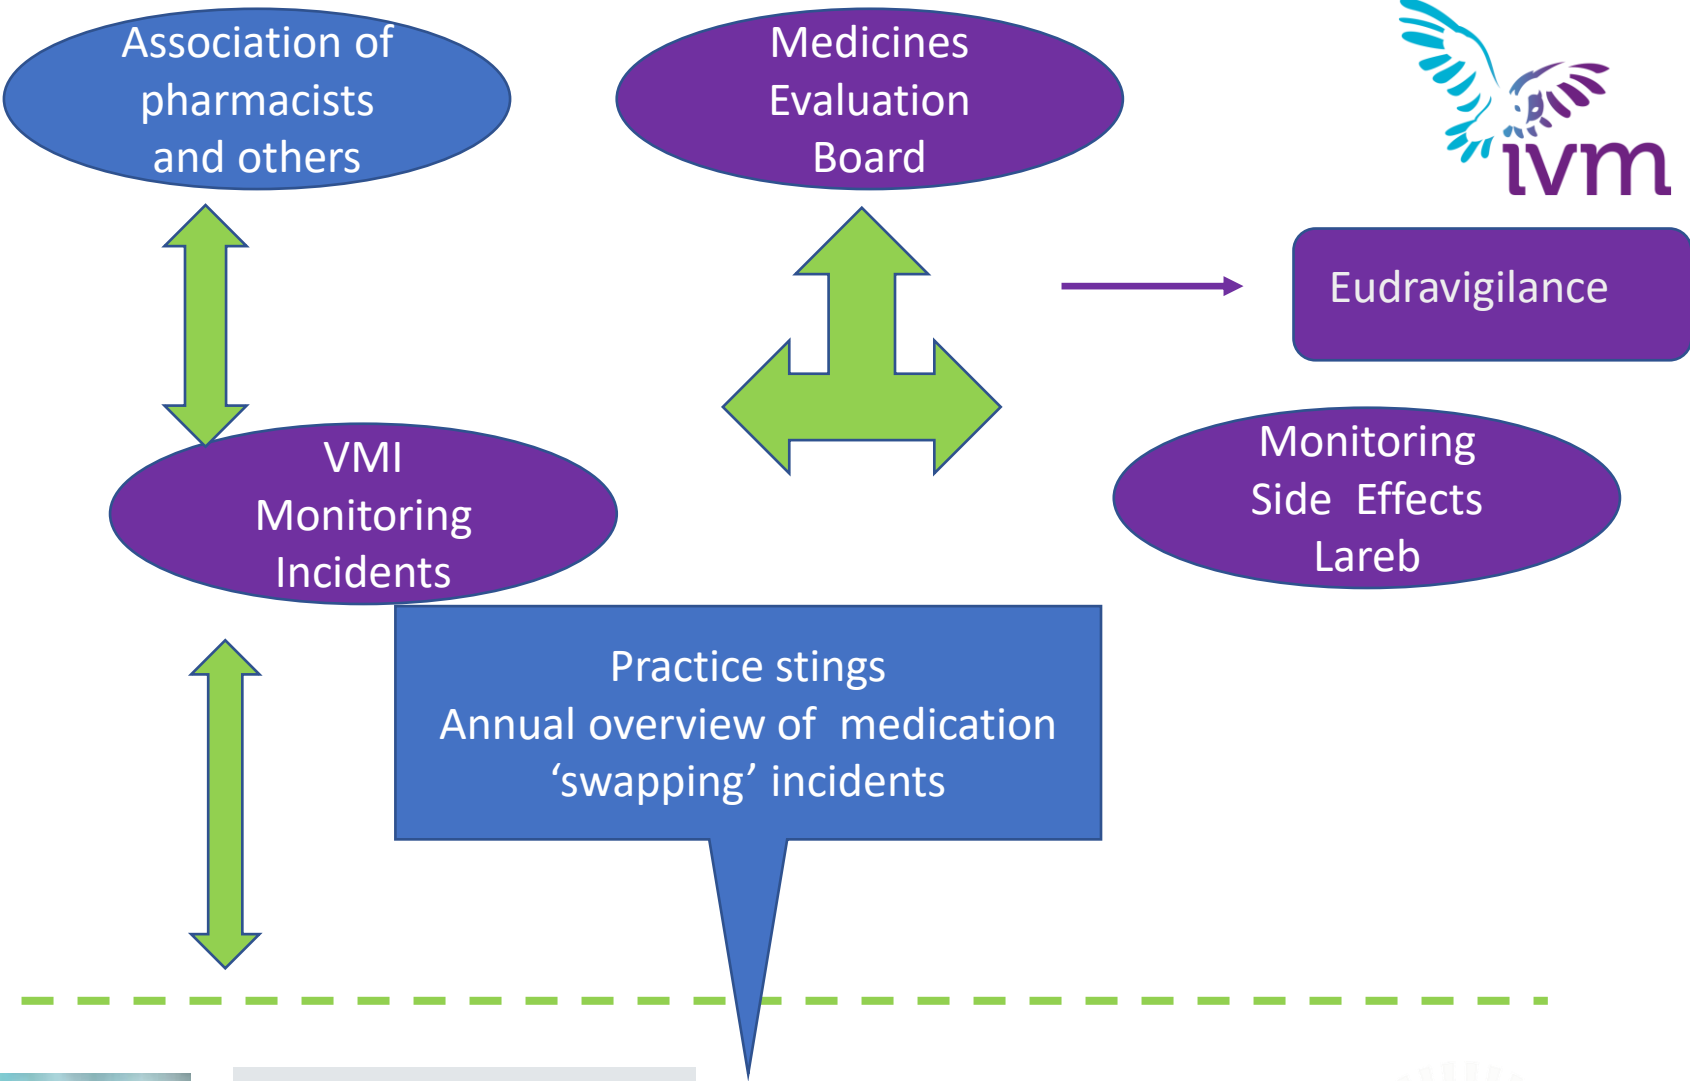 Association of
pharmacists
and others
Medicines
Evaluation
Board
ivm
Eudravigilance
VMI
Monitoring
Incidents
Monitoring
Side  Effects
Lareb
Practice stings
Annual overview of  medication
‘swapping’ incidents